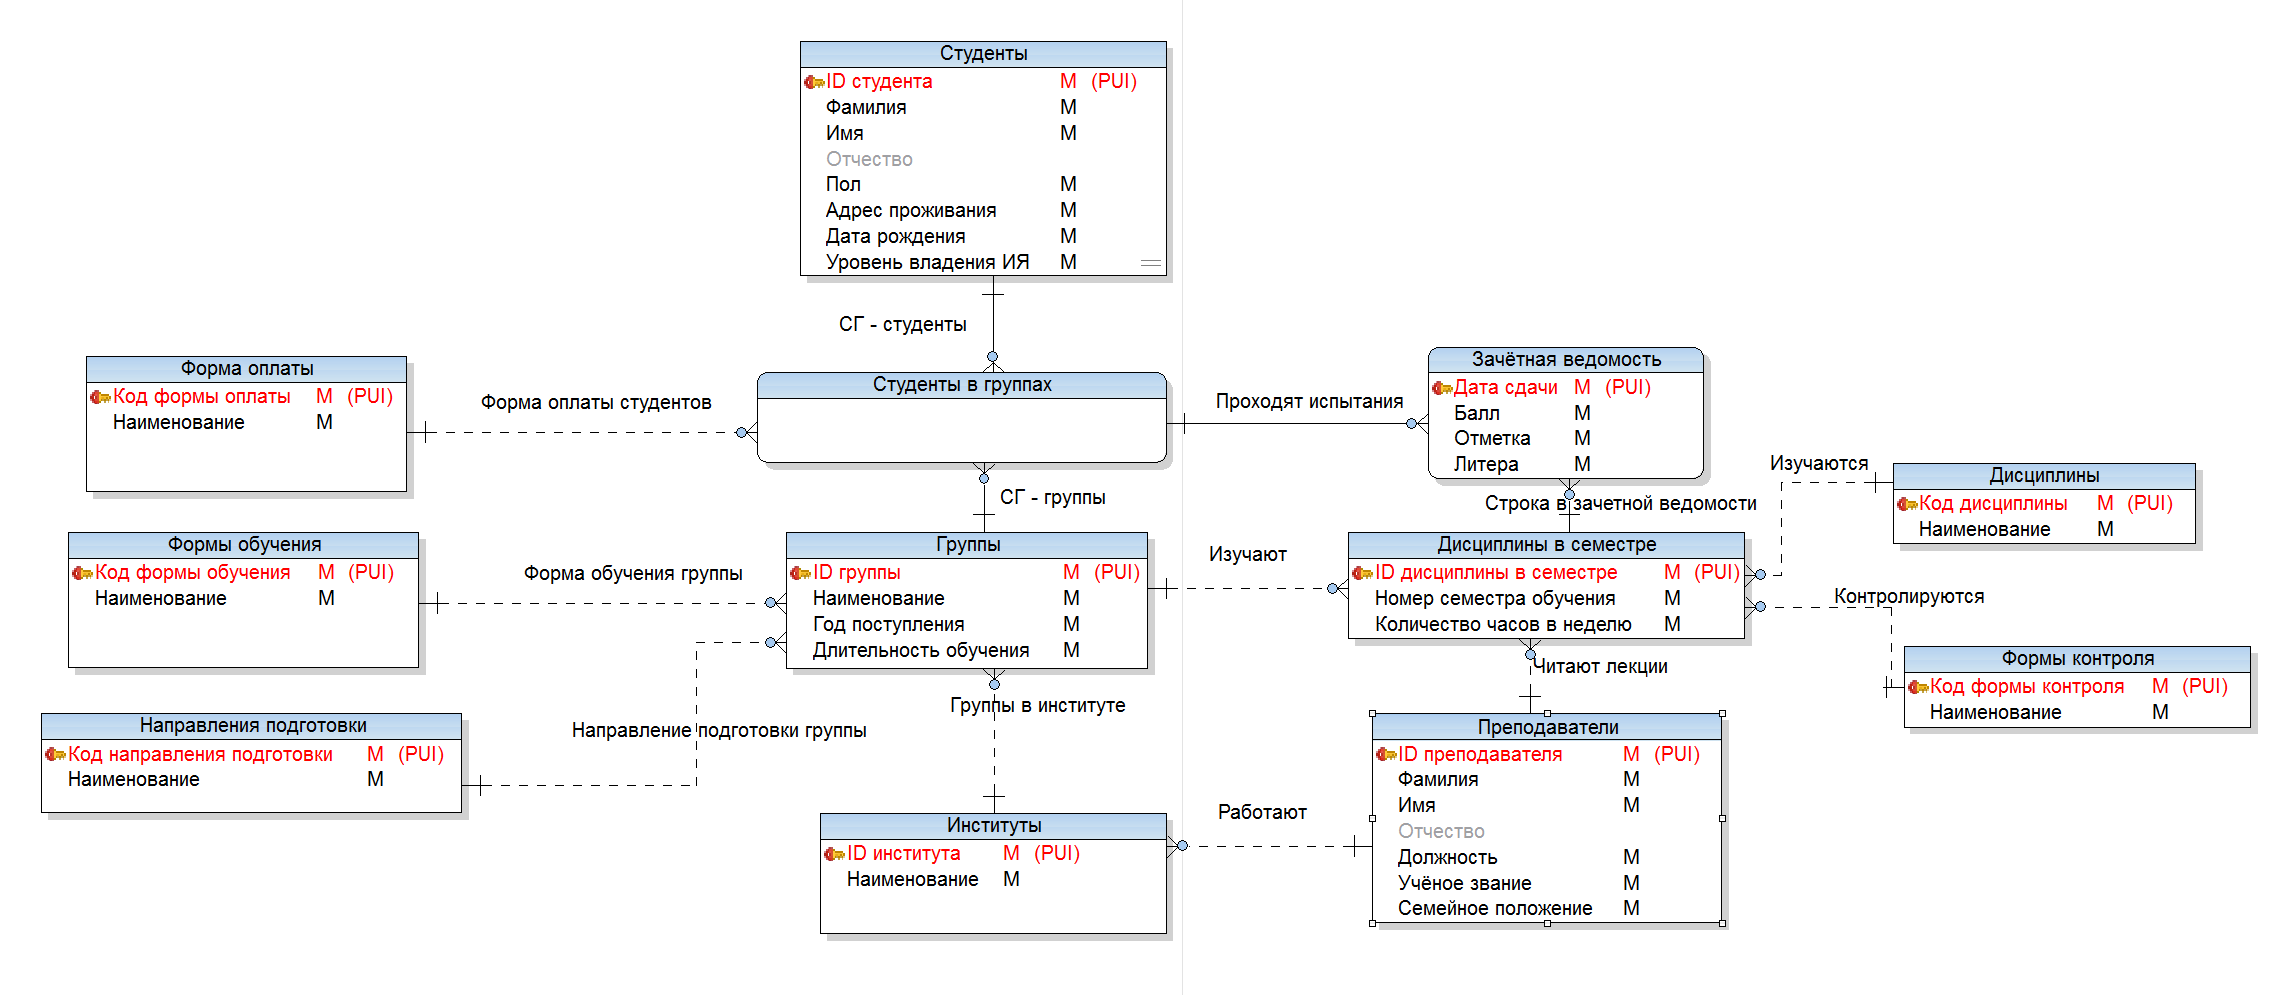 Студенты
ID студента M (PUI)
Фамилия M
Имя M
Отчество
Пол M
Адрес проживания M
Дата рождения M
Уровень владения ИЯ M
СГ - студенты
Форма оплаты
Код формы оплаты M (PUI)
Наименование M
Форма оплаты студентов
Студенты в группах
Проходят испытания
Зачётная ведомость
Дата сдачи M (PUI)
Балл M
Отметка M
Литера M
Изучаются
Дисциплины
Код дисциплины M (PUI)
Наименование M
СГ - группы
Строка в зачетной ведомости
Формы обучения
Код формы обучения M (PUI)
Наименование M
Форма обучения группы
Группы
ID группы M (PUI)
Наименование M
Год поступления M
Длительность обучения M
Изучают
Дисциплины в семестре
ID дисциплины в семестре M (PUI)
Номер семестра обучения M
Количество часов в неделю M
Контролируются
Формы контроля
Код формы контроля M (PUI)
Наименование M
Читают лекции
Группы в институте
Направление подготовки группы
Направления подготовки
Код направления подготовки M (PUI)
Наименование M
Институты
ID института M (PUI)
Наименование M
Работают
Преподаватели
ID преподавателя M (PUI)
Фамилия M
Имя M
Отчество
Должность M
Учёное звание M
Семейное положение M